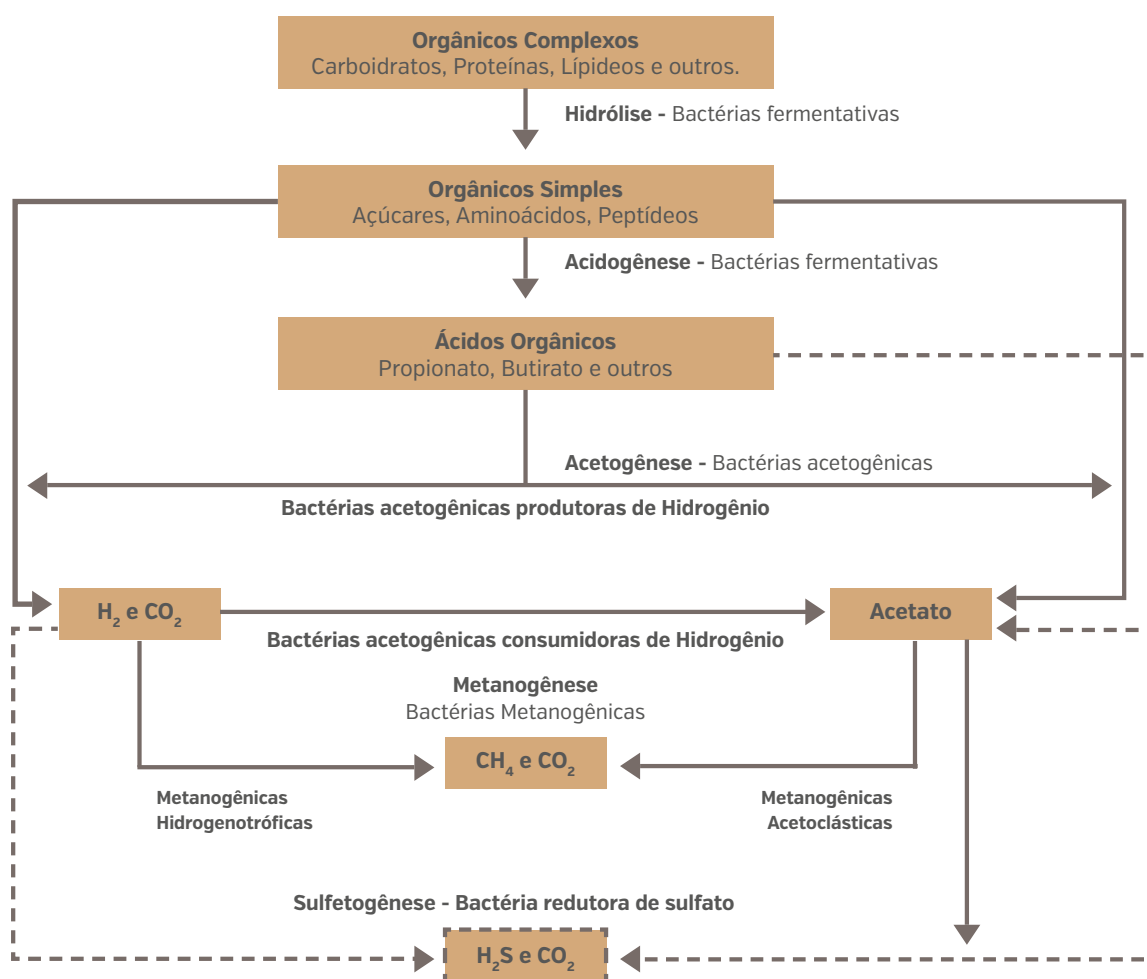 Orgânicos Complexos
Carboidratos, Proteínas, Lípideos e outros.
Hidrólise - Bactérias fermentativas
Orgânicos Simples
Açúcares, Aminoácidos, Peptídeos
Acidogênese - Bactérias fermentativas
Ácidos Orgânicos
Propionato, Butirato e outros
Acetogênese - Bactérias acetogênicas
Bactérias acetogênicas produtoras de Hidrogênio
H₂ e CO₂
Acetato
Bactérias acetogênicas consumidoras de Hidrogênio
Metanogênese
Bactérias Metanogênicas
CH₄ e CO₂
Metanogênicas
Hidrogenotróficas
Metanogênicas
Acetoclásticas
Sulfetogênese - Bactéria redutora de sulfato
H₂S e CO₂